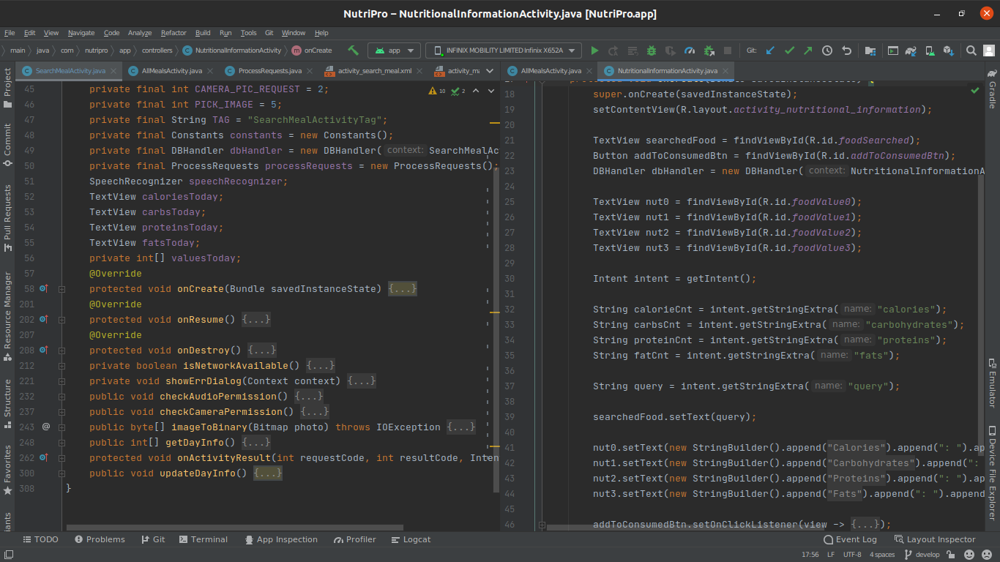 NutriPro – NutritionalInformationActivity.java [NutriPro.app]
File Edit View Navigate Code Analyze Refactor Build Run Tools Git Window Help
main java com nutripro app controllers NutritionalInformationActivity onCreate app INFINIX MOBILITY LIMITED Infinix X652A Git:
SearchMealActivity.java AllMealsActivity.java ProcessRequests.java activity_search_meal.xml activity_ma
45 private final int CAMERA_PIC_REQUEST = 2; 10 2
46 private final int PICK_IMAGE = 5;
47 private final String TAG = "SearchMealActivityTag";
48 private final Constants constants = new Constants();
49 private final DBHandler dbHandler = new DBHandler( context: SearchMealAc
50 private final ProcessRequests processRequests = new ProcessRequests();
51 SpeechRecognizer speechRecognizer;
52 TextView caloriesToday;
53 TextView carbsToday;
54 TextView proteinsToday;
55 TextView fatsToday;
56 private int[] valuesToday;
57 @Override
58 protected void onCreate(Bundle savedInstanceState) {...}
201 @Override
202 protected void onResume() {...}
207 @Override
208 protected void onDestroy() {...}
212 private boolean isNetworkAvailable() {...}
221 private void showErrDialog(Context context) {...}
232 public void checkAudioPermission() {...}
237 public void checkCameraPermission() {...}
243 @ public byte[] imageToBinary(Bitmap photo) throws IOException {...}
248 public int[] getDayInfo() {...}
262 protected void onActivityResult(int requestCode, int resultCode, Inten
300 public void updateDayInfo() {...}
308 }
AllMealsActivity.java NutritionalInformationActivity.java
18 super.onCreate(savedInstanceState);
19 setContentView(R.layout.activity_nutritional_information);
20
21 TextView searchedFood = findViewById(R.id.foodSearched);
22 Button addToConsumedBtn = findViewById(R.id.addToConsumedBtn);
23 DBHandler dbHandler = new DBHandler( context: NutritionalInformationA
24
25 TextView nut0 = findViewById(R.id.foodValue0);
26 TextView nut1 = findViewById(R.id.foodValue1);
27 TextView nut2 = findViewById(R.id.foodValue2);
28 TextView nut3 = findViewById(R.id.foodValue3);
29
30 Intent intent = getIntent();
31
32 String calorieCnt = intent.getStringExtra( name: "calories");
33 String carbsCnt = intent.getStringExtra( name: "carbohydrates");
34 String proteinCnt = intent.getStringExtra( name: "proteins");
35 String fatCnt = intent.getStringExtra( name: "fats");
36
37 String query = intent.getStringExtra( name: "query");
38
39 searchedFood.setText(query);
40
41 nut0.setText(new StringBuilder().append("Calories").append(": ").ap
42 nut1.setText(new StringBuilder().append("Carbohydrates").append(":
43 nut2.setText(new StringBuilder().append("Proteins").append(": ").ap
44 nut3.setText(new StringBuilder().append("Fats").append(": ").append
45
46 addToConsumedBtn.setOnClickListener(view -> {...});
Project
Commit
Pull Requests
Resource Manager
Structure
Favorites
iants
Gradle
Emulator
Device File Explorer
TODO Problems Git Terminal App Inspection Profiler Logcat Event Log Layout Inspector
17:56 LF UTF-8 4 spaces develop